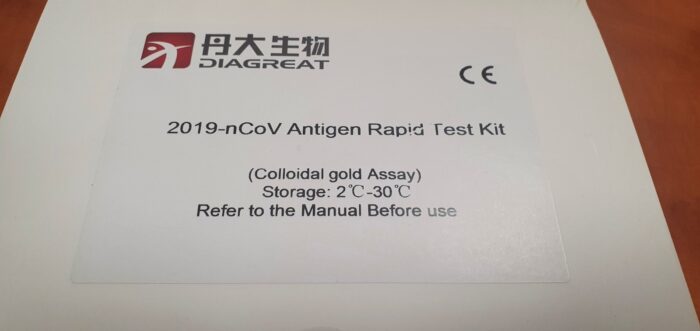 丹大生物
DIAGREAT
CE
2019-nCoV Antigen Rapid Test Kit
(Colloidal gold Assay)
Storage: 2℃-30℃
Refer to the Manual Before use